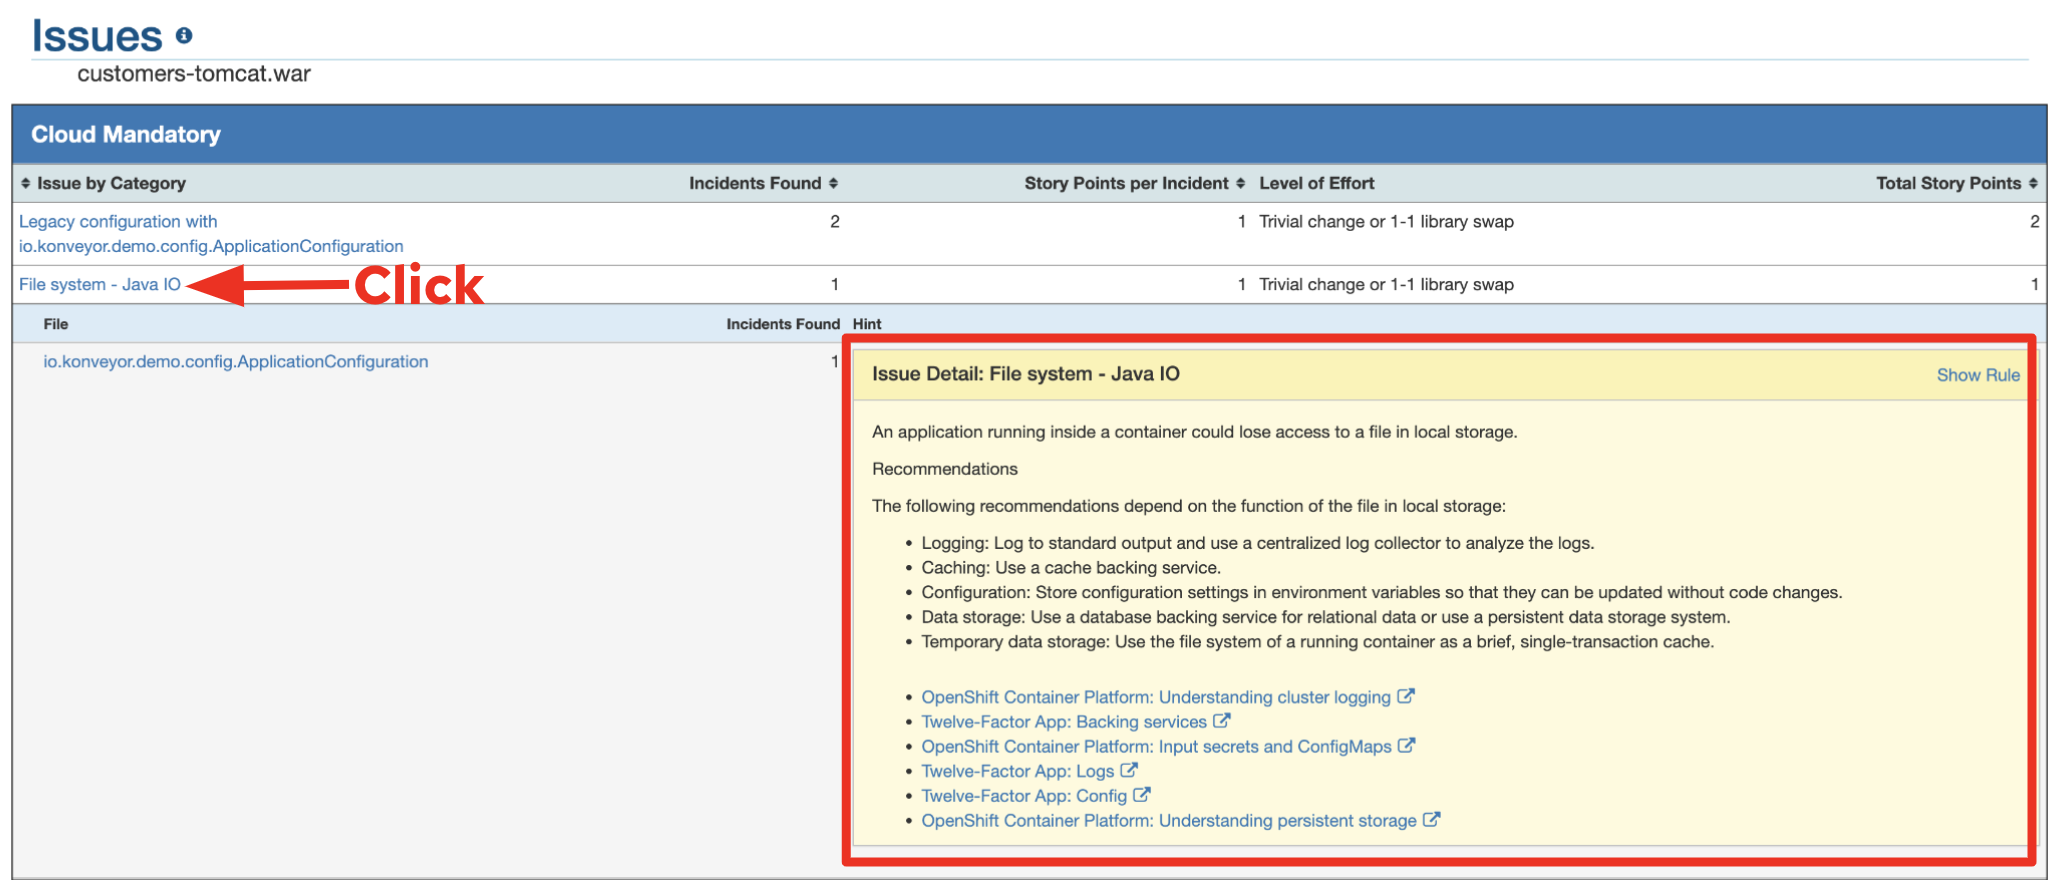 Issues
customers-tomcat.war
Cloud Mandatory
Issue by Category Incidents Found Story Points per Incident Level of Effort Total Story Points
Legacy configuration with 2 1 Trivial change or 1-1 library swap 2
io.konveyor.demo.config.ApplicationConfiguration
File system - Java IO Click 1 1 Trivial change or 1-1 library swap 1
File Incidents Found Hint
io.konveyor.demo.config.ApplicationConfiguration 1
Issue Detail: File system - Java IO Show Rule
An application running inside a container could lose access to a file in local storage.
Recommendations
The following recommendations depend on the function of the file in local storage:
• Logging: Log to standard output and use a centralized log collector to analyze the logs.
• Caching: Use a cache backing service.
• Configuration: Store configuration settings in environment variables so that they can be updated without code changes.
• Data storage: Use a database backing service for relational data or use a persistent data storage system.
• Temporary data storage: Use the file system of a running container as a brief, single-transaction cache.
• OpenShift Container Platform: Understanding cluster logging
• Twelve-Factor App: Backing services
• OpenShift Container Platform: Input secrets and ConfigMaps
• Twelve-Factor App: Logs
• Twelve-Factor App: Config
• OpenShift Container Platform: Understanding persistent storage